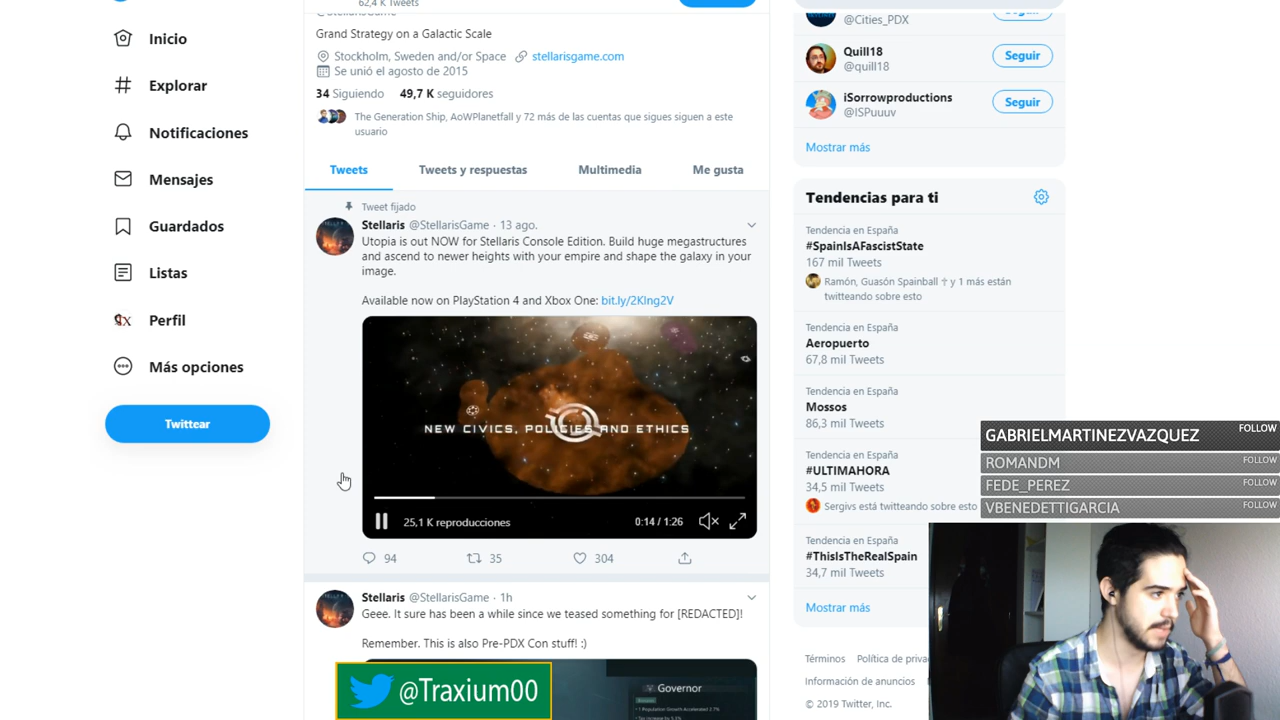 62,4 K Tweets
Inicio
Explorar
Notificaciones
Mensajes
Guardados
Listas
Perfil
Más opciones
Twittear
@StellarisGame
Grand Strategy on a Galactic Scale
Stockholm, Sweden and/or Space stellarisgame.com
Se unió el agosto de 2015
34 Siguiendo 49,7 K seguidores
The Generation Ship, AoWPlanetfall y 72 más de las cuentas que sigues siguen a este
usuario
Tweets Tweets y respuestas Multimedia Me gusta
Tweet fijado
Stellaris @StellarisGame · 13 ago.
Utopia is out NOW for Stellaris Console Edition. Build huge megastructures
and ascend to newer heights with your empire and shape the galaxy in your
image.
Available now on PlayStation 4 and Xbox One: bit.ly/2KIng2V
NEW CIVICS, POLICIES AND ETHICS
25,1 K reproducciones 0:14 / 1:26
94 35 304
Stellaris @StellarisGame · 1h
Geee. It sure has been a while since we teased something for [REDACTED]!
Remember. This is also Pre-PDX Con stuff! :)
@Traxium00
Governor
@Cities_PDX
Seguir
Quill18
@quill18
Seguir
iSorrowproductions
@ISPuuuv
Seguir
Mostrar más
Tendencias para ti
Tendencia en España
#SpainIsAFascistState
167 mil Tweets
Ramón, Guasón Spainball ✝ y 1 más están
twitteando sobre esto
Tendencia en España
Aeropuerto
67,8 mil Tweets
Tendencia en España
Mossos
86,3 mil Tweets
Tendencia en España
#ULTIMAHORA
34,5 mil Tweets
Sergivs está twitteando sobre esto
Tendencia en España
#ThisIsTheRealSpain
34,7 mil Tweets
Mostrar más
Términos Política de priva
Información de anuncios
© 2019 Twitter, Inc.
GABRIELMARTINEZVAZQUEZ FOLLOW
ROMANDM FOLLOW
FEDE_PEREZ FOLLOW
VBENEDETTIGARCIA FOLLOW